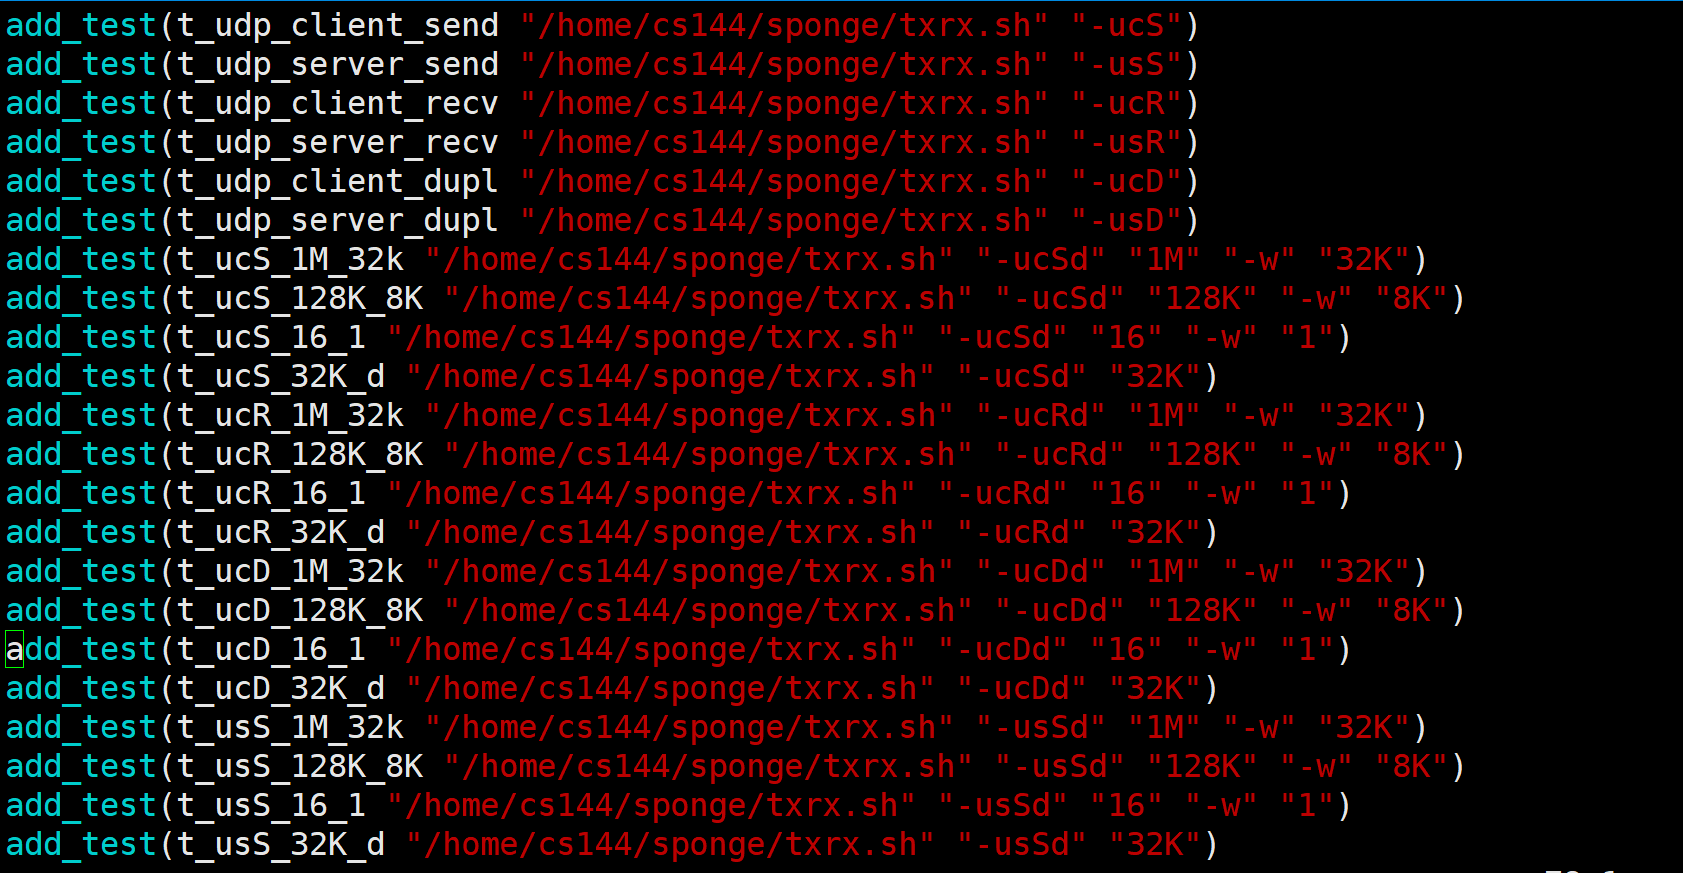 add_test(t_udp_client_send "/home/cs144/sponge/txrx.sh" "-ucS")
add_test(t_udp_server_send "/home/cs144/sponge/txrx.sh" "-usS")
add_test(t_udp_client_recv "/home/cs144/sponge/txrx.sh" "-ucR")
add_test(t_udp_server_recv "/home/cs144/sponge/txrx.sh" "-usR")
add_test(t_udp_client_dupl "/home/cs144/sponge/txrx.sh" "-ucD")
add_test(t_udp_server_dupl "/home/cs144/sponge/txrx.sh" "-usD")
add_test(t_ucS_1M_32k "/home/cs144/sponge/txrx.sh" "-ucSd" "1M" "-w" "32K")
add_test(t_ucS_128K_8K "/home/cs144/sponge/txrx.sh" "-ucSd" "128K" "-w" "8K")
add_test(t_ucS_16_1 "/home/cs144/sponge/txrx.sh" "-ucSd" "16" "-w" "1")
add_test(t_ucS_32K_d "/home/cs144/sponge/txrx.sh" "-ucSd" "32K")
add_test(t_ucR_1M_32k "/home/cs144/sponge/txrx.sh" "-ucRd" "1M" "-w" "32K")
add_test(t_ucR_128K_8K "/home/cs144/sponge/txrx.sh" "-ucRd" "128K" "-w" "8K")
add_test(t_ucR_16_1 "/home/cs144/sponge/txrx.sh" "-ucRd" "16" "-w" "1")
add_test(t_ucR_32K_d "/home/cs144/sponge/txrx.sh" "-ucRd" "32K")
add_test(t_ucD_1M_32k "/home/cs144/sponge/txrx.sh" "-ucDd" "1M" "-w" "32K")
add_test(t_ucD_128K_8K "/home/cs144/sponge/txrx.sh" "-ucDd" "128K" "-w" "8K")
add_test(t_ucD_16_1 "/home/cs144/sponge/txrx.sh" "-ucDd" "16" "-w" "1")
add_test(t_ucD_32K_d "/home/cs144/sponge/txrx.sh" "-ucDd" "32K")
add_test(t_usS_1M_32k "/home/cs144/sponge/txrx.sh" "-usSd" "1M" "-w" "32K")
add_test(t_usS_128K_8K "/home/cs144/sponge/txrx.sh" "-usSd" "128K" "-w" "8K")
add_test(t_usS_16_1 "/home/cs144/sponge/txrx.sh" "-usSd" "16" "-w" "1")
add_test(t_usS_32K_d "/home/cs144/sponge/txrx.sh" "-usSd" "32K")